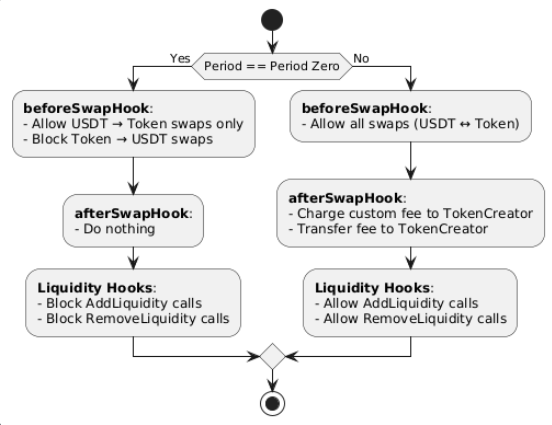 Period == Period Zero
Yes
No
beforeSwapHook:
- Allow USDT → Token swaps only
- Block Token → USDT swaps
afterSwapHook:
- Do nothing
Liquidity Hooks:
- Block AddLiquidity calls
- Block RemoveLiquidity calls
beforeSwapHook:
- Allow all swaps (USDT ↔ Token)
afterSwapHook:
- Charge custom fee to TokenCreator
- Transfer fee to TokenCreator
Liquidity Hooks:
- Allow AddLiquidity calls
- Allow RemoveLiquidity calls